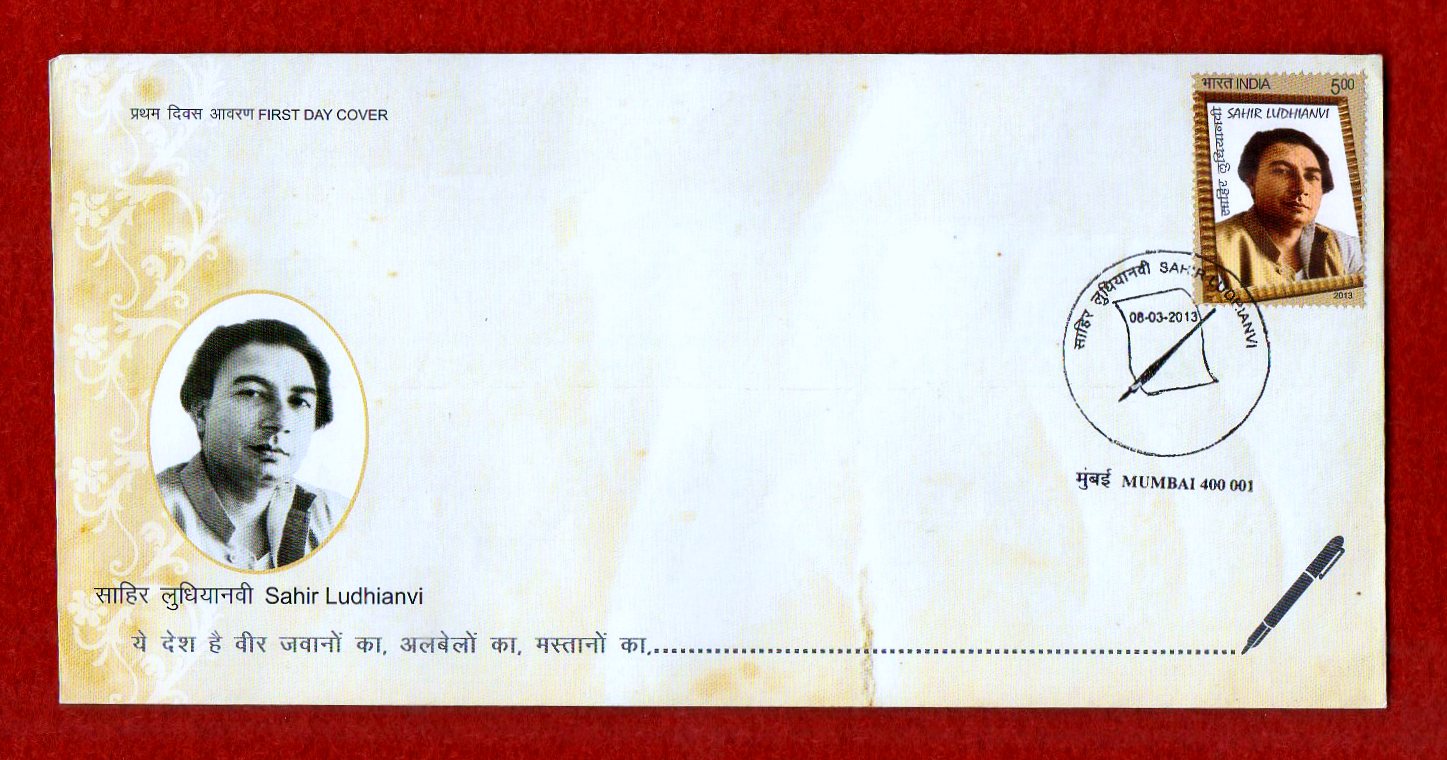 प्रथम दिवस आवरण FIRST DAY COVER
भारत INDIA 5.00
SAHIR LUDHIANVI
साहिर लुधियानवी
2013
साहिर लुधियानवी SAHIR LUDHIANVI
08-03-2013
मुंबई MUMBAI 400 001
साहिर लुधियानवी Sahir Ludhianvi
ये देश है वीर जवानों का, अलबेलों का, मस्तानों का,....................